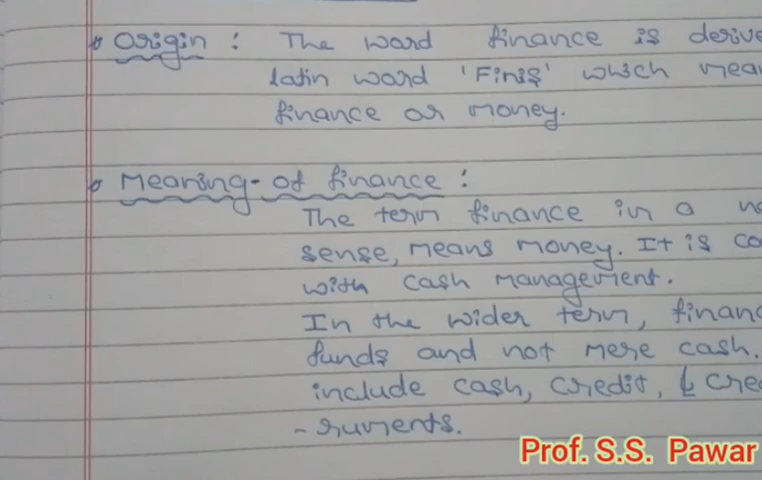 Origin : The word finance is derive
latin word 'Finis' which mea
finance or money.
Meaning-of finance :
The term finance in a n
sense, means money. It is co
with cash management.
In the wider term, financ
funds and not mere cash.
include cash, credit, & cre
-ruments.
Prof. S.S. Pawar